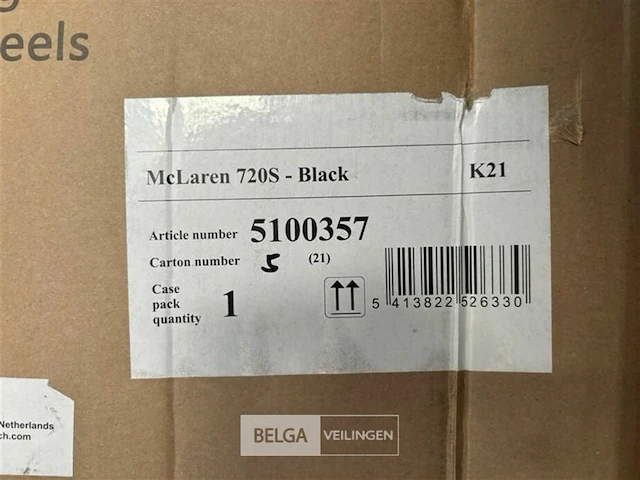 eels
McLaren 720S - Black K21
Article number 5100357
Carton number 5 (21)
Case
pack
quantity 1
5 413822 526330
Netherlands
ch.com
BELGA VEILINGEN